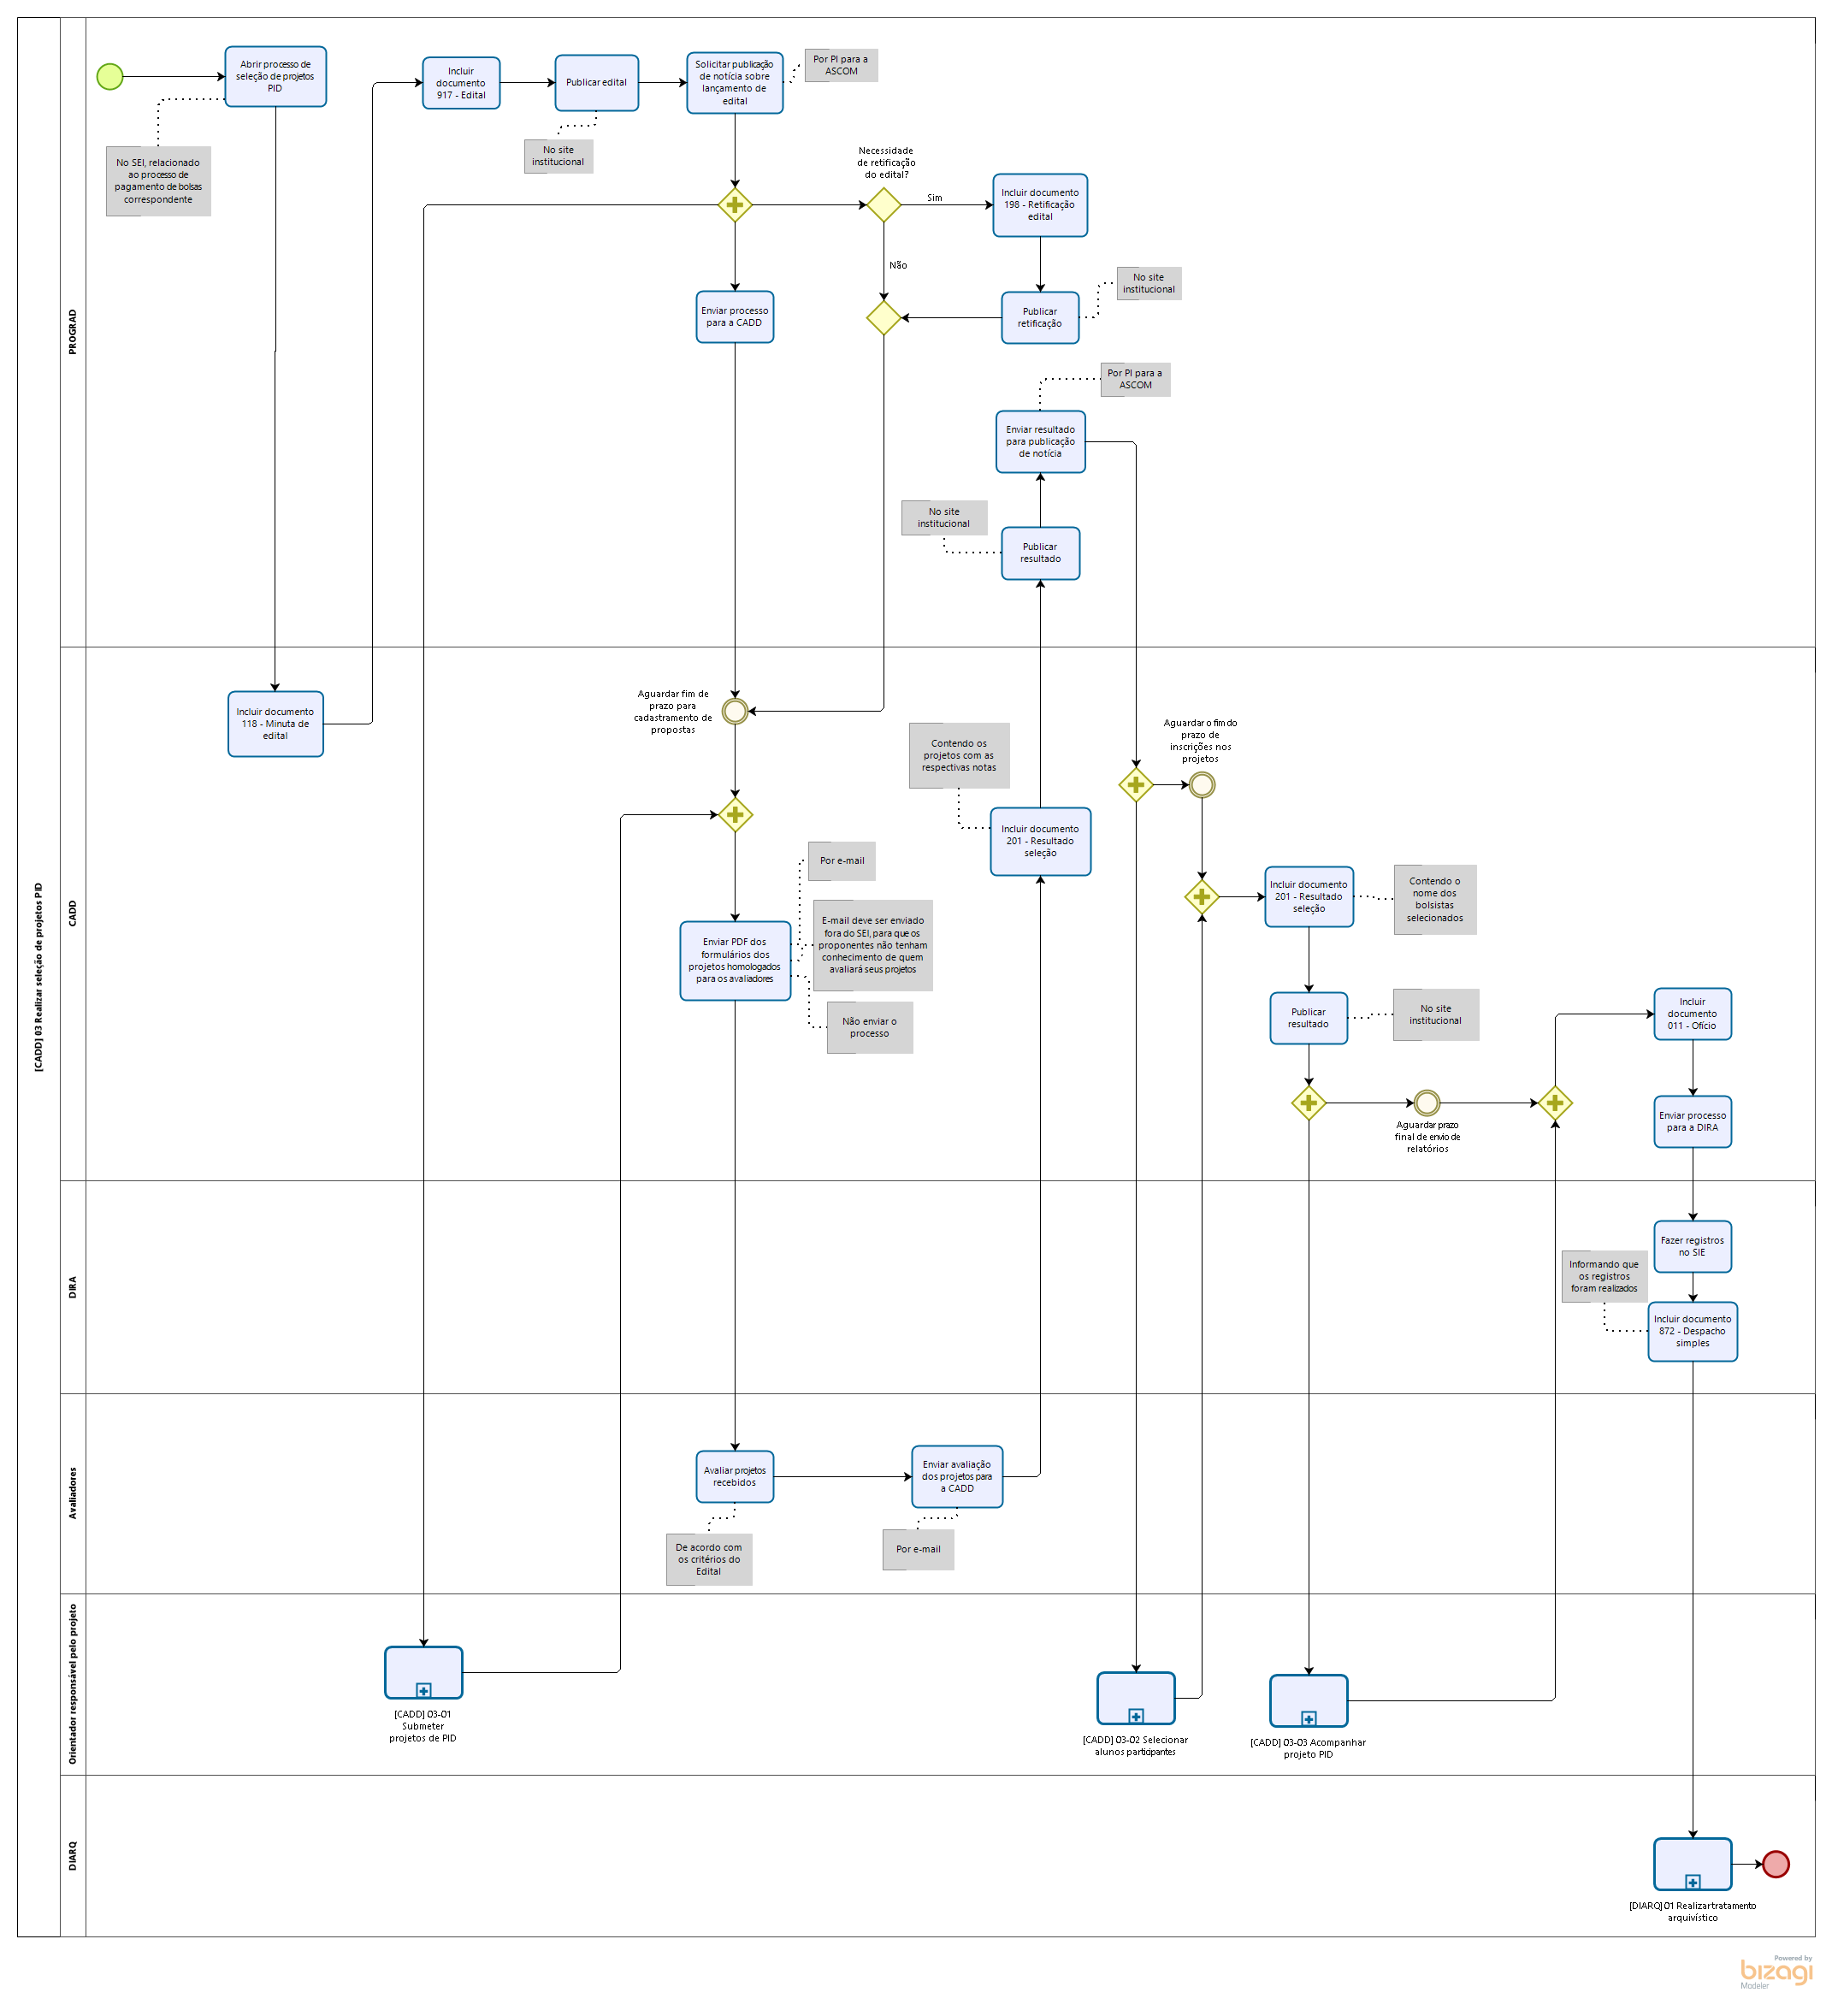 [CADD] 03 Realizar seleção de projetos PID
PROGRAD
Abrir processo de
seleção de projetos
PID
No SEI, relacionado
ao processo de
pagamento de bolsas
correspondente
Incluir
documento
917 - Edital
Publicar edital
No site
institucional
Solicitar publicação
de notícia sobre
lançamento de
edital
Por PI para a
ASCOM
Necessidade
de retificação
do edital?
Sim
Não
Incluir documento
198 - Retificação
edital
Publicar
retificação
No site
institucional
Enviar processo
para a CADD
Por PI para a
ASCOM
Enviar resultado
para publicação
de notícia
No site
institucional
Publicar
resultado
CADD
Incluir documento
118 - Minuta de
edital
Aguardar fim de
prazo para
cadastramento de
propostas
Contendo os
projetos com as
respectivas notas
Incluir documento
201 - Resultado
seleção
Aguardar o fim do
prazo de
inscrições nos
projetos
Por e-mail
E-mail deve ser enviado
fora do SEI, para que os
proponentes não tenham
conhecimento de quem
avaliará seus projetos
Enviar PDF dos
formulários dos
projetos homologados
para os avaliadores
Não enviar o
processo
Incluir documento
201 - Resultado
seleção
Contendo o
nome dos
bolsistas
selecionados
Publicar
resultado
No site
institucional
Aguardar prazo
final de envio de
relatórios
Incluir
documento
011 - Ofício
Enviar processo
para a DIRA
DIRA
Fazer registros
no SIE
Informando que
os registros
foram realizados
Incluir documento
872 - Despacho
simples
Avaliadores
Avaliar projetos
recebidos
De acordo com
os critérios do
Edital
Enviar avaliação
dos projetos para
a CADD
Por e-mail
Orientador responsável pelo projeto
[CADD] 03-01
Submeter
projetos de PID
[CADD] 03-02 Selecionar
alunos participantes
[CADD] 03-03 Acompanhar
projeto PID
DIARQ
[DIARQ] 01 Realizar tratamento
arquivístico
Powered by
bizagi
Modeler